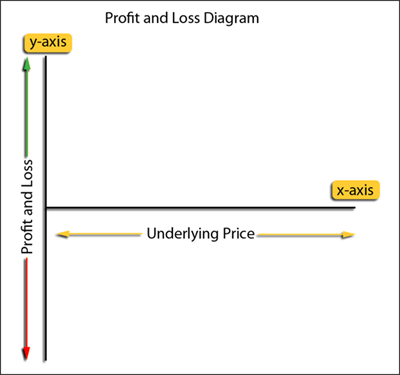 Profit and Loss Diagram
y-axis
x-axis
Profit and Loss
Underlying Price